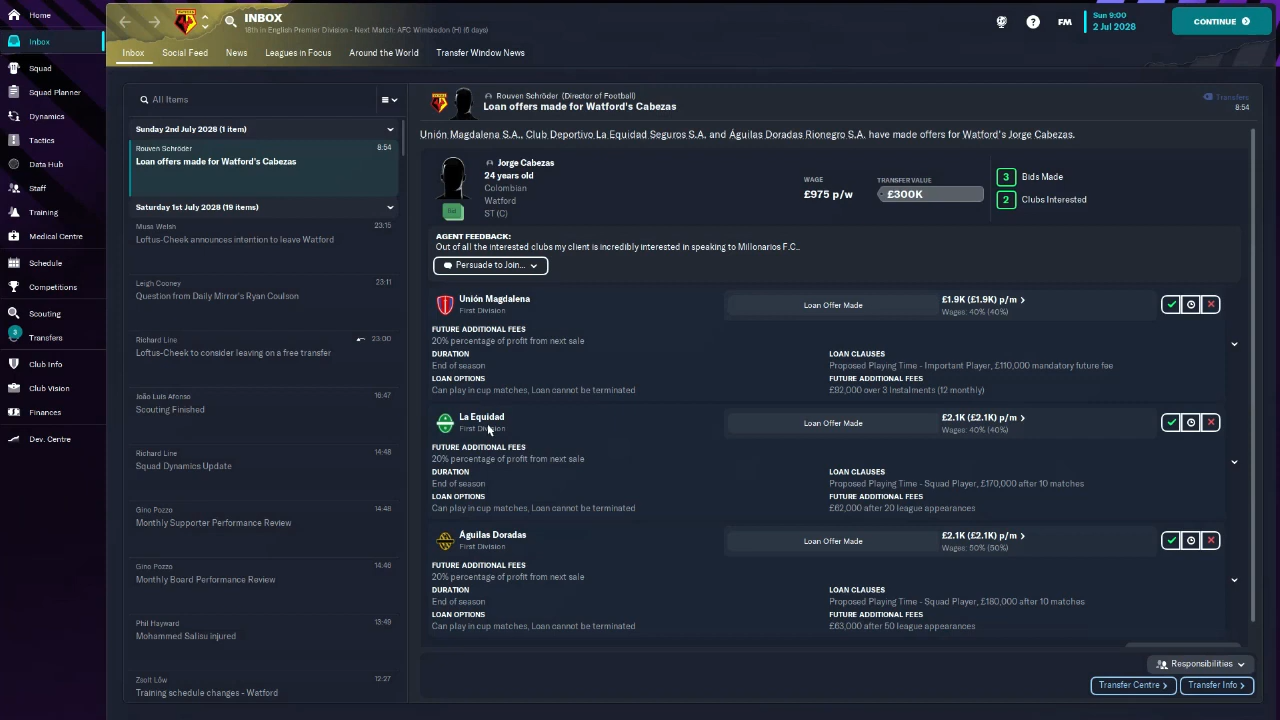 Home
Inbox
Squad
Squad Planner
Dynamics
Tactics
Data Hub
Staff
Training
Medical Centre
Schedule
Competitions
Scouting
3
Transfers
Club Info
Club Vision
Finances
Dev. Centre
INBOX
18th in English Premier Division - Next Match: AFC Wimbledon (H) (6 days)
?
FM
Sun 9:00
2 Jul 2028
CONTINUE
Inbox
Social Feed
News
Leagues in Focus
Around the World
Transfer Window News
All Items
Sunday 2nd July 2028 (1 item)
Rouven Schröder
8:54
Loan offers made for Watford's Cabezas
Saturday 1st July 2028 (19 items)
Musa Welsh
23:15
Loftus-Cheek announces intention to leave Watford
Leigh Cooney
23:11
Question from Daily Mirror's Ryan Coulson
Richard Line
23:00
Loftus-Cheek to consider leaving on a free transfer
João Luís Afonso
16:47
Scouting Finished
Richard Line
14:48
Squad Dynamics Update
Gino Pozzo
14:46
Monthly Supporter Performance Review
Gino Pozzo
14:46
Monthly Board Performance Review
Phil Hayward
13:49
Mohammed Salisu injured
Zsolt Lőw
12:27
Training schedule changes - Watford
Rouven Schröder (Director of Football)
Loan offers made for Watford's Cabezas
Transfers
8:54
Unión Magdalena S.A., Club Deportivo La Equidad Seguros S.A. and Águilas Doradas Rionegro S.A. have made offers for Watford's Jorge Cabezas.
Jorge Cabezas
24 years old
Colombian
Watford
ST (C)
Bid
WAGE
£975 p/w
TRANSFER VALUE
£300K
3 Bids Made
2 Clubs Interested
AGENT FEEDBACK:
Out of all the interested clubs my client is incredibly interested in speaking to Millonarios F.C..
Persuade to Join...
Unión Magdalena
First Division
Loan Offer Made
£1.9K (£1.9K) p/m
Wages: 40% (40%)
FUTURE ADDITIONAL FEES
20% percentage of profit from next sale
DURATION
End of season
LOAN OPTIONS
Can play in cup matches, Loan cannot be terminated
LOAN CLAUSES
Proposed Playing Time - Important Player, £110,000 mandatory future fee
FUTURE ADDITIONAL FEES
£92,000 over 3 Instalments (12 monthly)
La Equidad
First Division
Loan Offer Made
£2.1K (£2.1K) p/m
Wages: 40% (40%)
FUTURE ADDITIONAL FEES
20% percentage of profit from next sale
DURATION
End of season
LOAN OPTIONS
Can play in cup matches, Loan cannot be terminated
LOAN CLAUSES
Proposed Playing Time - Squad Player, £170,000 after 10 matches
FUTURE ADDITIONAL FEES
£62,000 after 20 league appearances
Águilas Doradas
First Division
Loan Offer Made
£2.1K (£2.1K) p/m
Wages: 50% (50%)
FUTURE ADDITIONAL FEES
20% percentage of profit from next sale
DURATION
End of season
LOAN OPTIONS
Can play in cup matches, Loan cannot be terminated
LOAN CLAUSES
Proposed Playing Time - Squad Player, £180,000 after 10 matches
FUTURE ADDITIONAL FEES
£63,000 after 50 league appearances
Responsibilities
Transfer Centre
Transfer Info